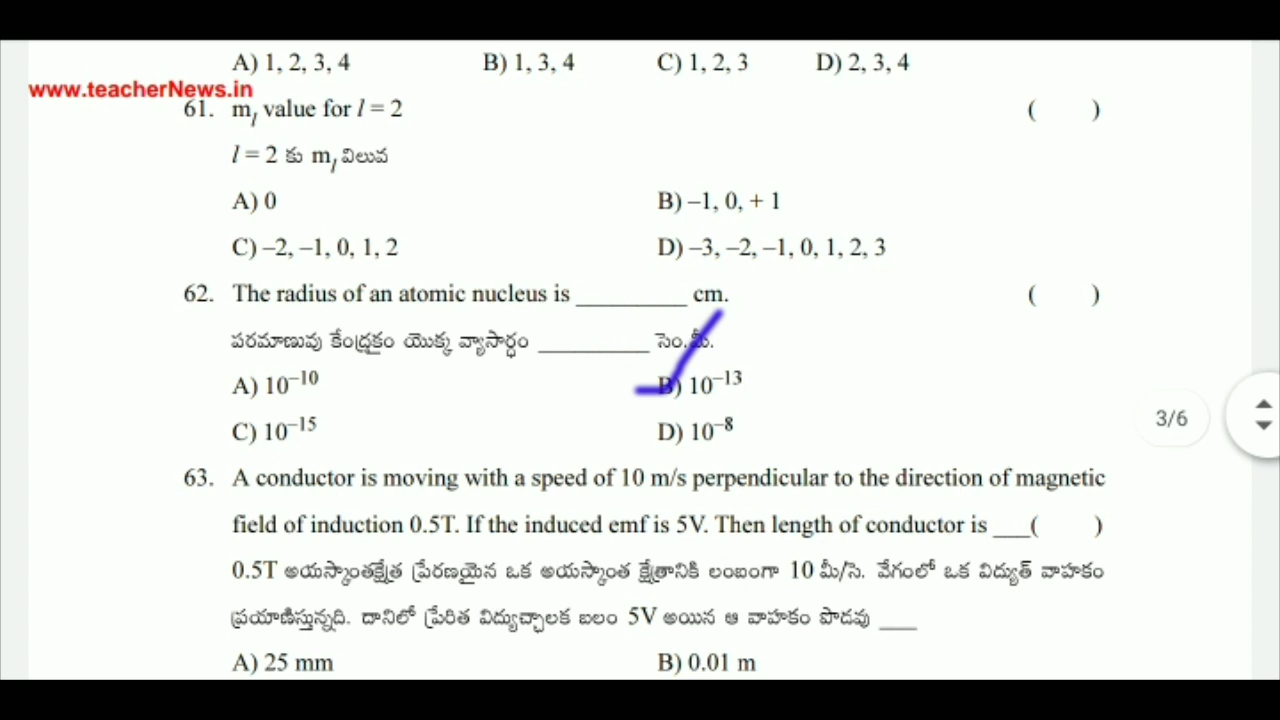 A) 1, 2, 3, 4 B) 1, 3, 4 C) 1, 2, 3 D) 2, 3, 4
www.teacherNews.in
61. mₗ value for l = 2 ( )
l = 2 కు mₗ విలువ
A) 0 B) –1, 0, + 1
C) –2, –1, 0, 1, 2 D) –3, –2, –1, 0, 1, 2, 3
62. The radius of an atomic nucleus is _________ cm. ( )
పరమాణువు కేంద్రకం యొక్క వ్యాసార్ధం _________ సెం.మీ.
A) 10⁻¹⁰ B) 10⁻¹³
C) 10⁻¹⁵ D) 10⁻⁸
3/6
63. A conductor is moving with a speed of 10 m/s perpendicular to the direction of magnetic
field of induction 0.5T. If the induced emf is 5V. Then length of conductor is ___( )
0.5T అయస్కాంతక్షేత్ర ప్రేరణయైన ఒక అయస్కాంత క్షేత్రానికి లంబంగా 10 మీ/సె. వేగంలో ఒక విద్యుత్ వాహకం
ప్రయాణిస్తున్నది. దానిలో ప్రేరిత విద్యుచ్చాలక బలం 5V అయిన ఆ వాహకం పొడవు ___
A) 25 mm B) 0.01 m